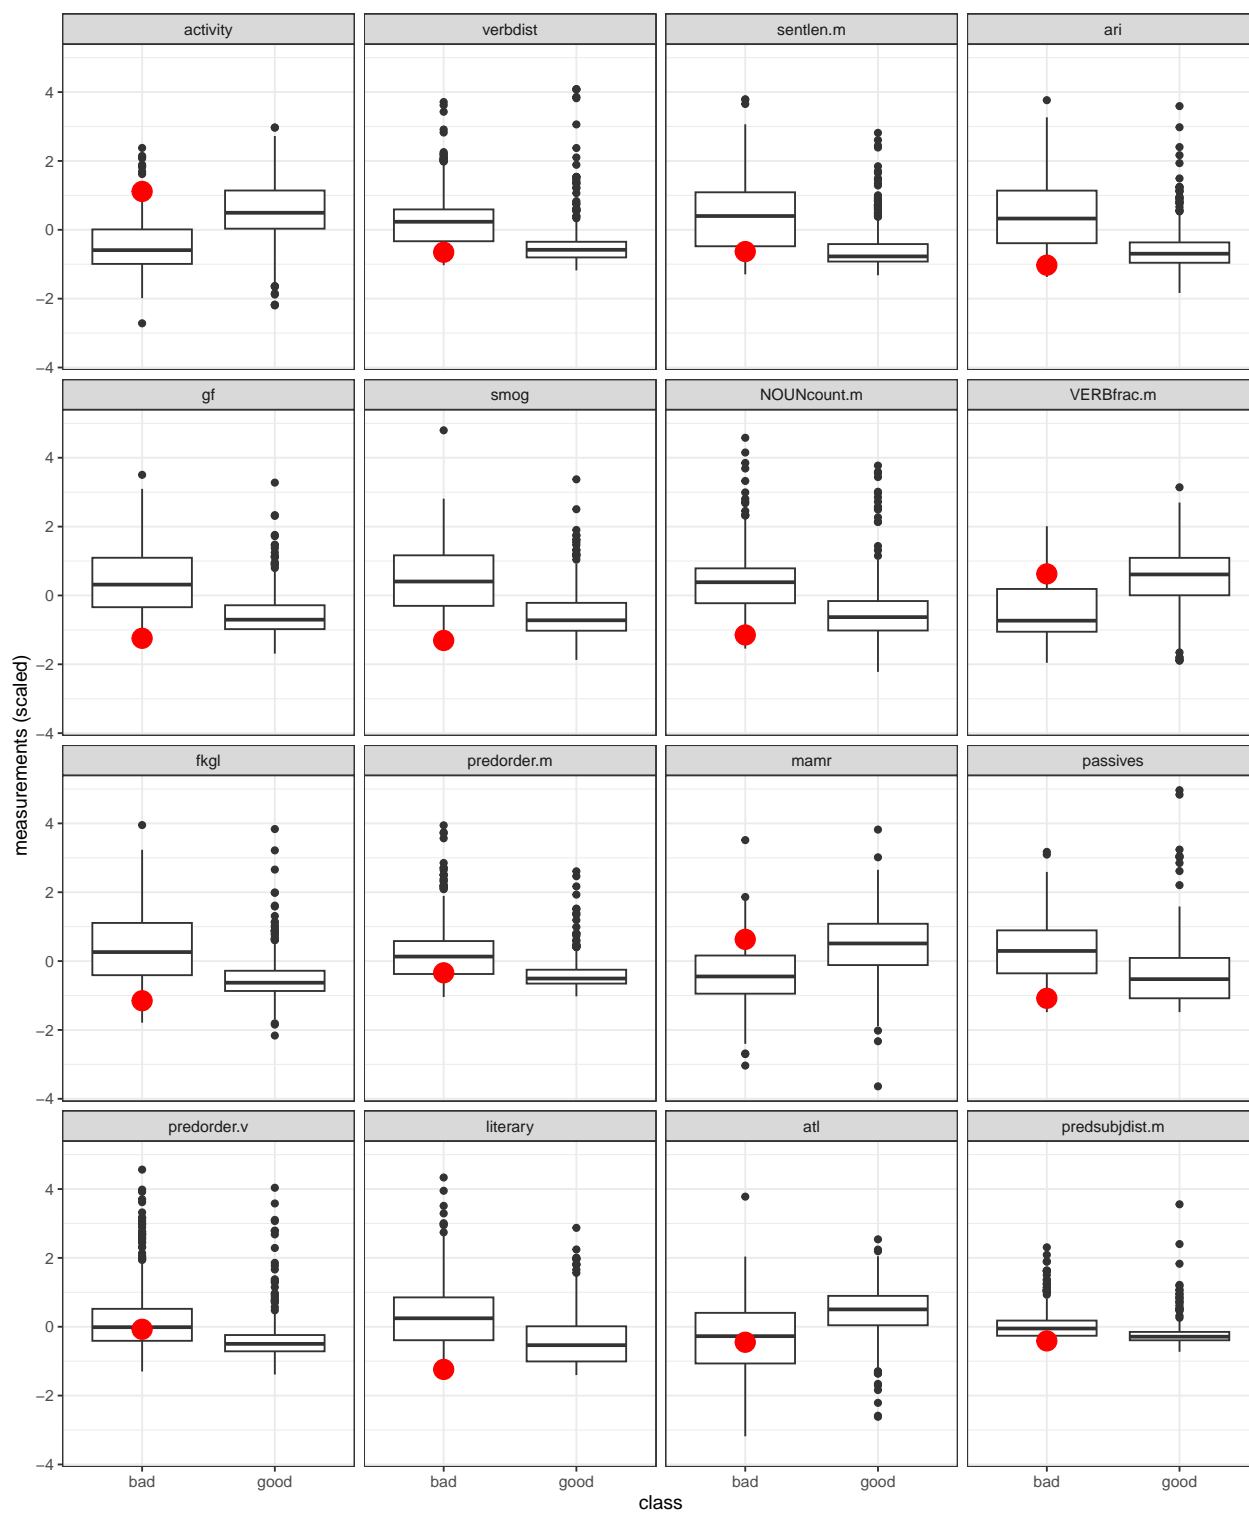 activity verbdist sentlen.m ari
4
2
0
−2
−4
gf smog NOUNcount.m VERBfrac.m
4
2
0
−2
−4
fkgl predorder.m mamr passives
4
2
0
−2
−4
predorder.v literary atl predsubjdist.m
4
2
0
−2
−4
measurements (scaled)
bad good bad good bad good bad good
class